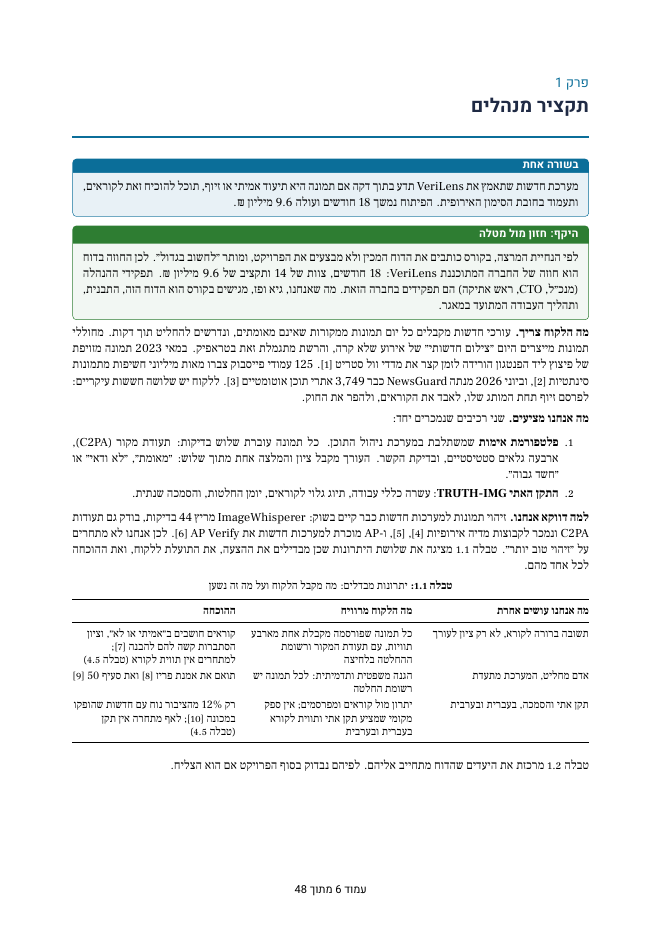 פרק 1
תקציר מנהלים
בשורה אחת
מערכת חדשות שתאמץ את VeriLens תדע בתוך דקה אם תמונה היא תיעוד אמיתי או זיוף, תוכל להוכיח זאת לקוראים,
ותעמוד בחובת הסימון האירופית. הפיתוח נמשך 18 חודשים ועולה 9.6 מיליון ₪.
היקף: חזון מול מטלה
לפי הנחיית המרצה, בקורס כותבים את הדוח המכין ולא מבצעים את הפרויקט, ומותר "לחשוב בגדול". לכן החוזה בדוח
הוא חוזה של החברה המתוכננת VeriLens: 18 חודשים, צוות של 14 ותקציב של 9.6 מיליון ₪. תפקידי ההנהלה
(מנכ"ל, CTO, ראש אתיקה) הם תפקידים בחברה הזאת. מה שאנחנו, גיא ופז, מגישים בקורס הוא הדוח הזה, התבנית,
ותהליך העבודה המתועד במאגר.
מה הלקוח צריך. עורכי חדשות מקבלים כל יום תמונות ממקורות שאינם מאומתים, ונדרשים להחליט תוך דקות. מחוללי
תמונות מייצרים היום "צילום חדשותי" של אירוע שלא קרה, והרשת מתגמלת זאת בטראפיק. במאי 2023 תמונה מזויפת
של פיצוץ ליד הפנטגון הורידה לזמן קצר את מדדי וול סטריט [1]. 125 עמודי פייסבוק צברו מאות מיליוני חשיפות מתמונות
סינתטיות [2], וביוני 2026 מנתה NewsGuard כבר 3,749 אתרי תוכן אוטומטיים [3]. ללקוח יש שלושה חששות עיקריים:
לפרסם זיוף תחת המותג שלו, לאבד את הקוראים, ולהפר את החוק.
מה אנחנו מציעים. שני רכיבים שנמכרים יחד:
1. פלטפורמת אימות שמשתלבת במערכת ניהול התוכן. כל תמונה עוברת שלוש בדיקות: תעודת מקור (C2PA),
ארבעה גלאים סטטיסטיים, ובדיקת הקשר. העורך מקבל ציון והמלצה אחת מתוך שלוש: "מאומת", "לא ודאי" או
"חשד גבוה".
2. התקן האתי TRUTH-IMG: עשרה כללי עבודה, תיוג גלוי לקוראים, יומן החלטות, והסמכה שנתית.
למה דווקא אנחנו. זיהוי תמונות למערכות חדשות כבר קיים בשוק: ImageWhisperer מריץ 44 בדיקות, בודק גם תעודות
C2PA ונמכר לקבוצות מדיה אירופיות [4], [5], ו-AP מוכרת למערכות חדשות את AP Verify [6]. לכן אנחנו לא מתחרים
על "זיהוי טוב יותר". טבלה 1.1 מציגה את שלושת היתרונות שכן מבדילים את ההצעה, את התועלת ללקוח, ואת ההוכחה
לכל אחד מהם.
טבלה 1.1: יתרונות מבדלים: מה מקבל הלקוח ועל מה זה נשען
מה אנחנו עושים אחרת מה הלקוח מרוויח ההוכחה
תשובה ברורה לקורא, לא רק ציון לעורך כל תמונה שפורסמה מקבלת אחת מארבע קוראים חושבים ב"אמיתי או לא", וציון
תוויות, עם תעודת המקור ורשומת הסתברות קשה להם להבנה [7];
ההחלטה בלחיצה למתחרים אין תווית לקורא (טבלה 4.5)
אדם מחליט, המערכת מתעדת הגנה משפטית ותדמיתית: לכל תמונה יש תואם את אמנת פריז [8] ואת סעיף 50 [9]
רשומת החלטה
תקן אתי והסמכה, בעברית ובערבית יתרון מול קוראים ומפרסמים; אין ספק רק 12% מהציבור נוח עם חדשות שהופקו
מקומי שמציע תקן אתי ותווית לקורא במכונה [10]; לאף מתחרה אין תקן
בעברית ובערבית (טבלה 4.5)
טבלה 1.2 מרכזת את היעדים שהדוח מתחייב אליהם. לפיהם נבדוק בסוף הפרויקט אם הוא הצליח.
עמוד 6 מתוך 48